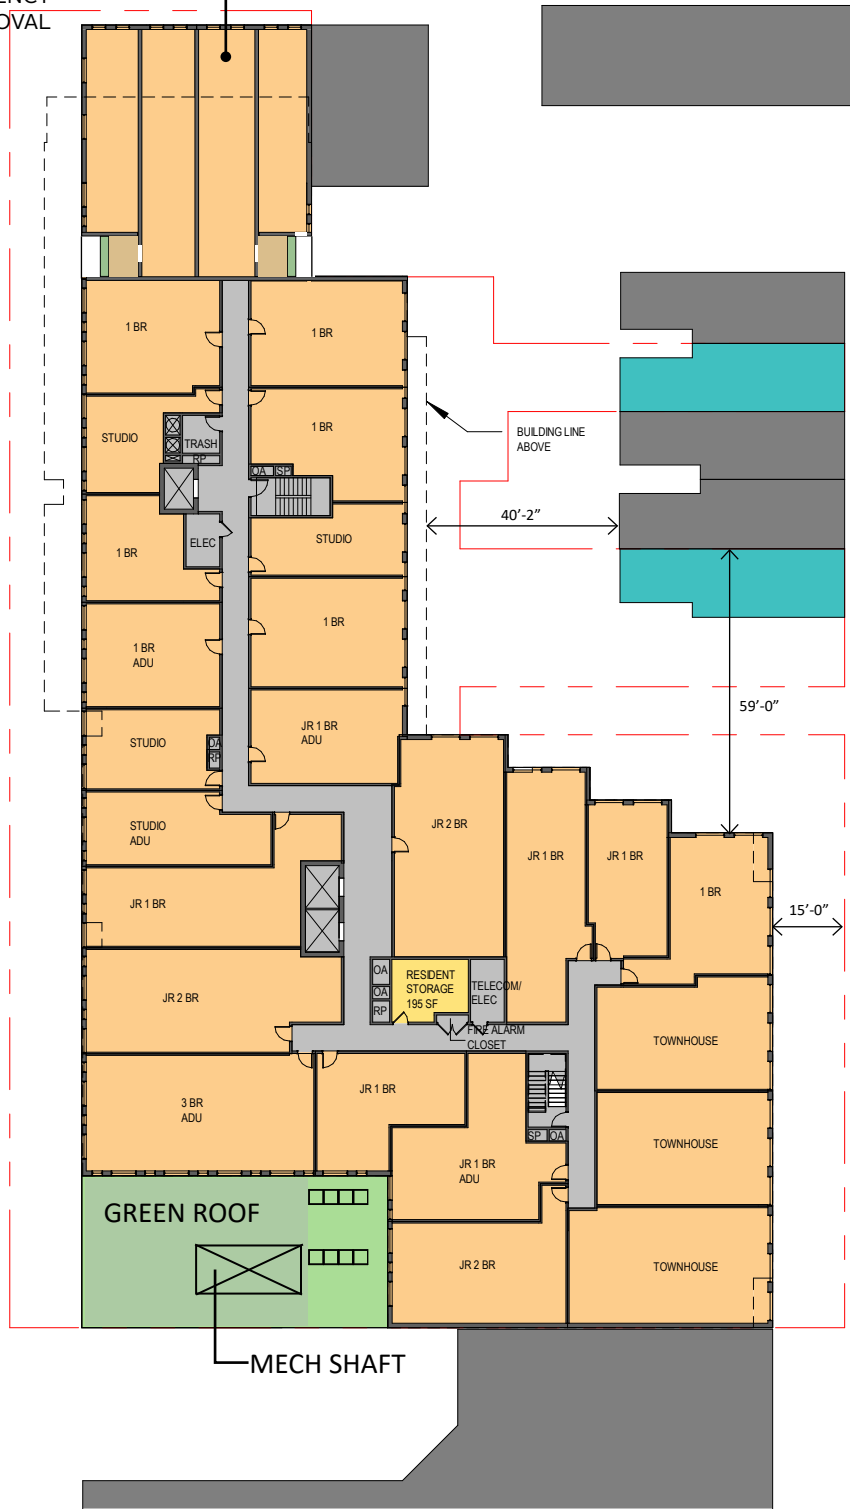 OVAL
1 BR
1 BR
1 BR
STUDIO
TRASH
RP
OA
SP
BUILDING LINE
ABOVE
40'-2"
ELEC
STUDIO
1 BR
1 BR
1 BR
ADU
59'-0"
JR 1 BR
ADU
STUDIO
OA
RP
STUDIO
ADU
JR 2 BR
JR 1 BR
JR 1 BR
1 BR
JR 1 BR
15'-0"
JR 2 BR
OA
OA
RP
RESIDENT
STORAGE
195 SF
TELECOM/
ELEC
FIRE ALARM
CLOSET
TOWNHOUSE
3 BR
ADU
JR 1 BR
SP
OA
TOWNHOUSE
JR 1 BR
ADU
GREEN ROOF
JR 2 BR
TOWNHOUSE
MECH SHAFT